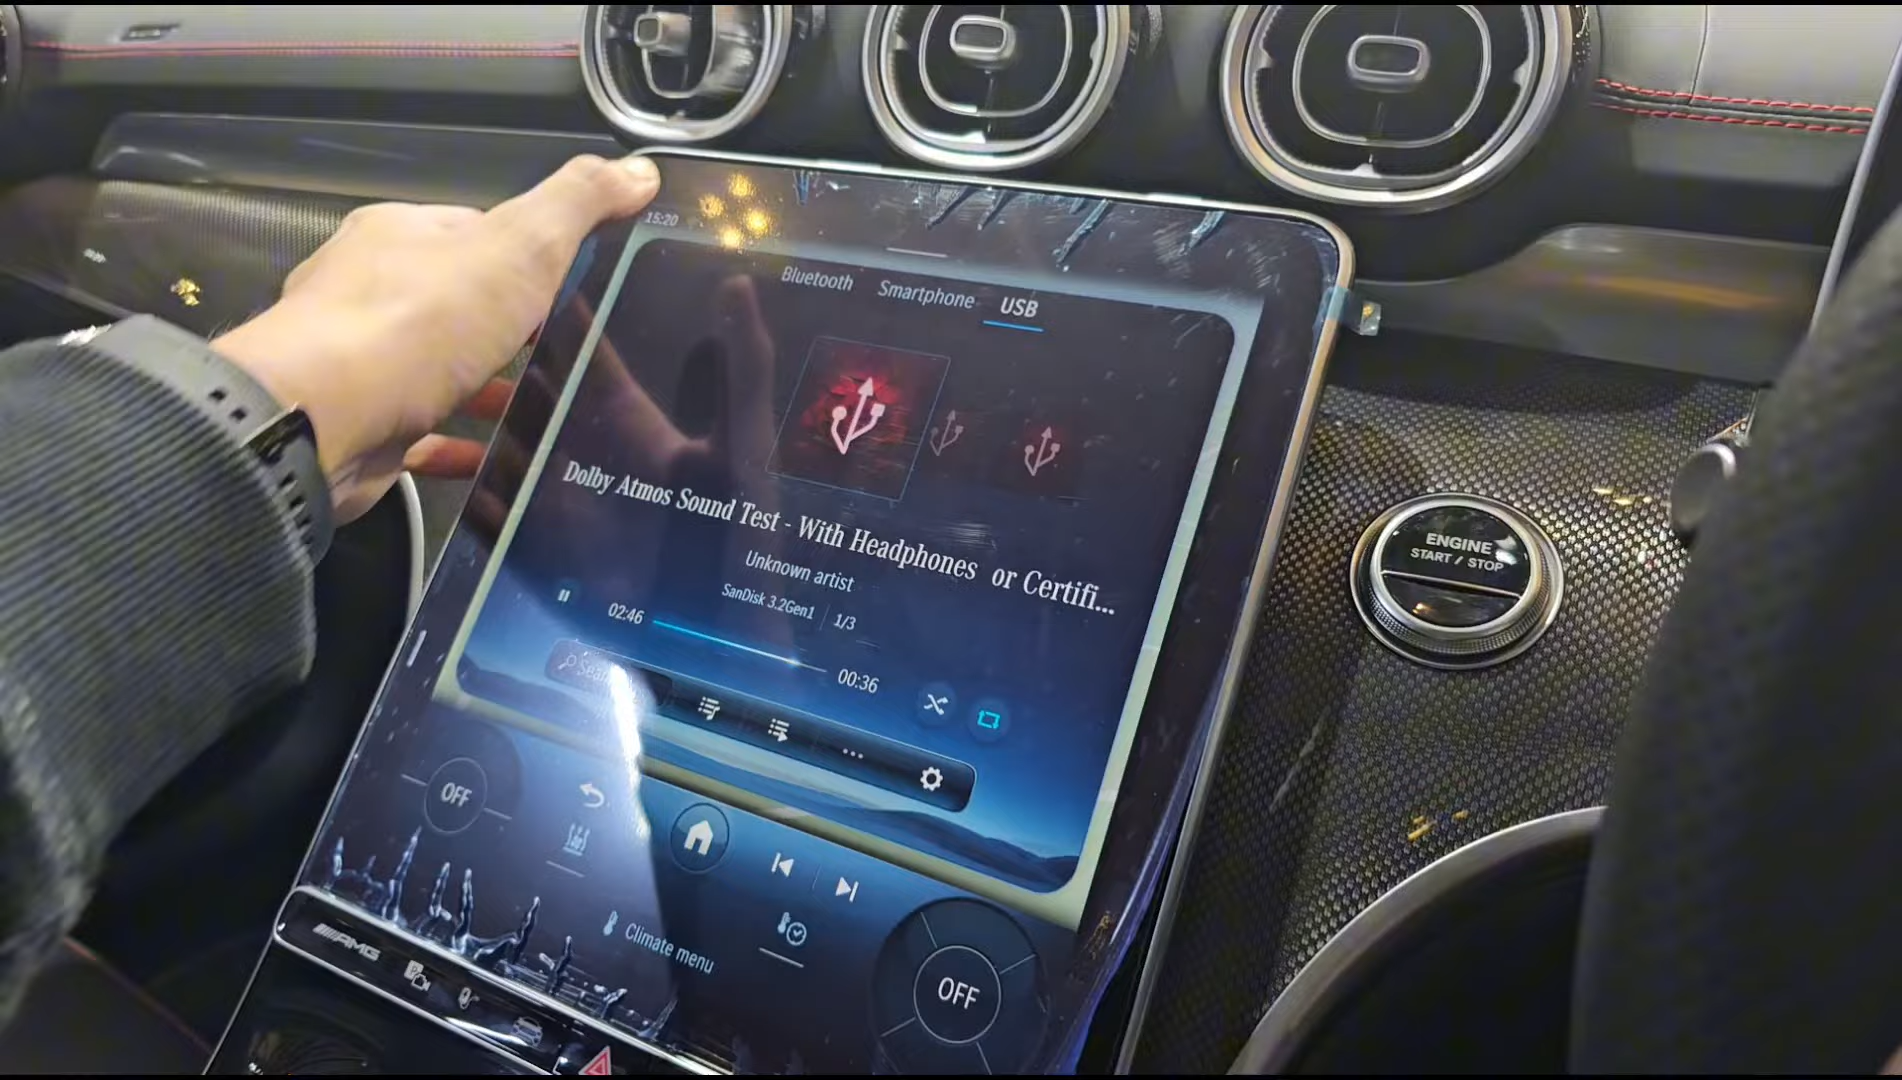 15:20
Bluetooth Smartphone USB
Dolby Atmos Sound Test - With Headphones or Certifi...
Unknown artist
SanDisk 3.2Gen1 1/3
02:46
00:36
ENGINE
START / STOP
OFF
Climate menu
OFF
AMG